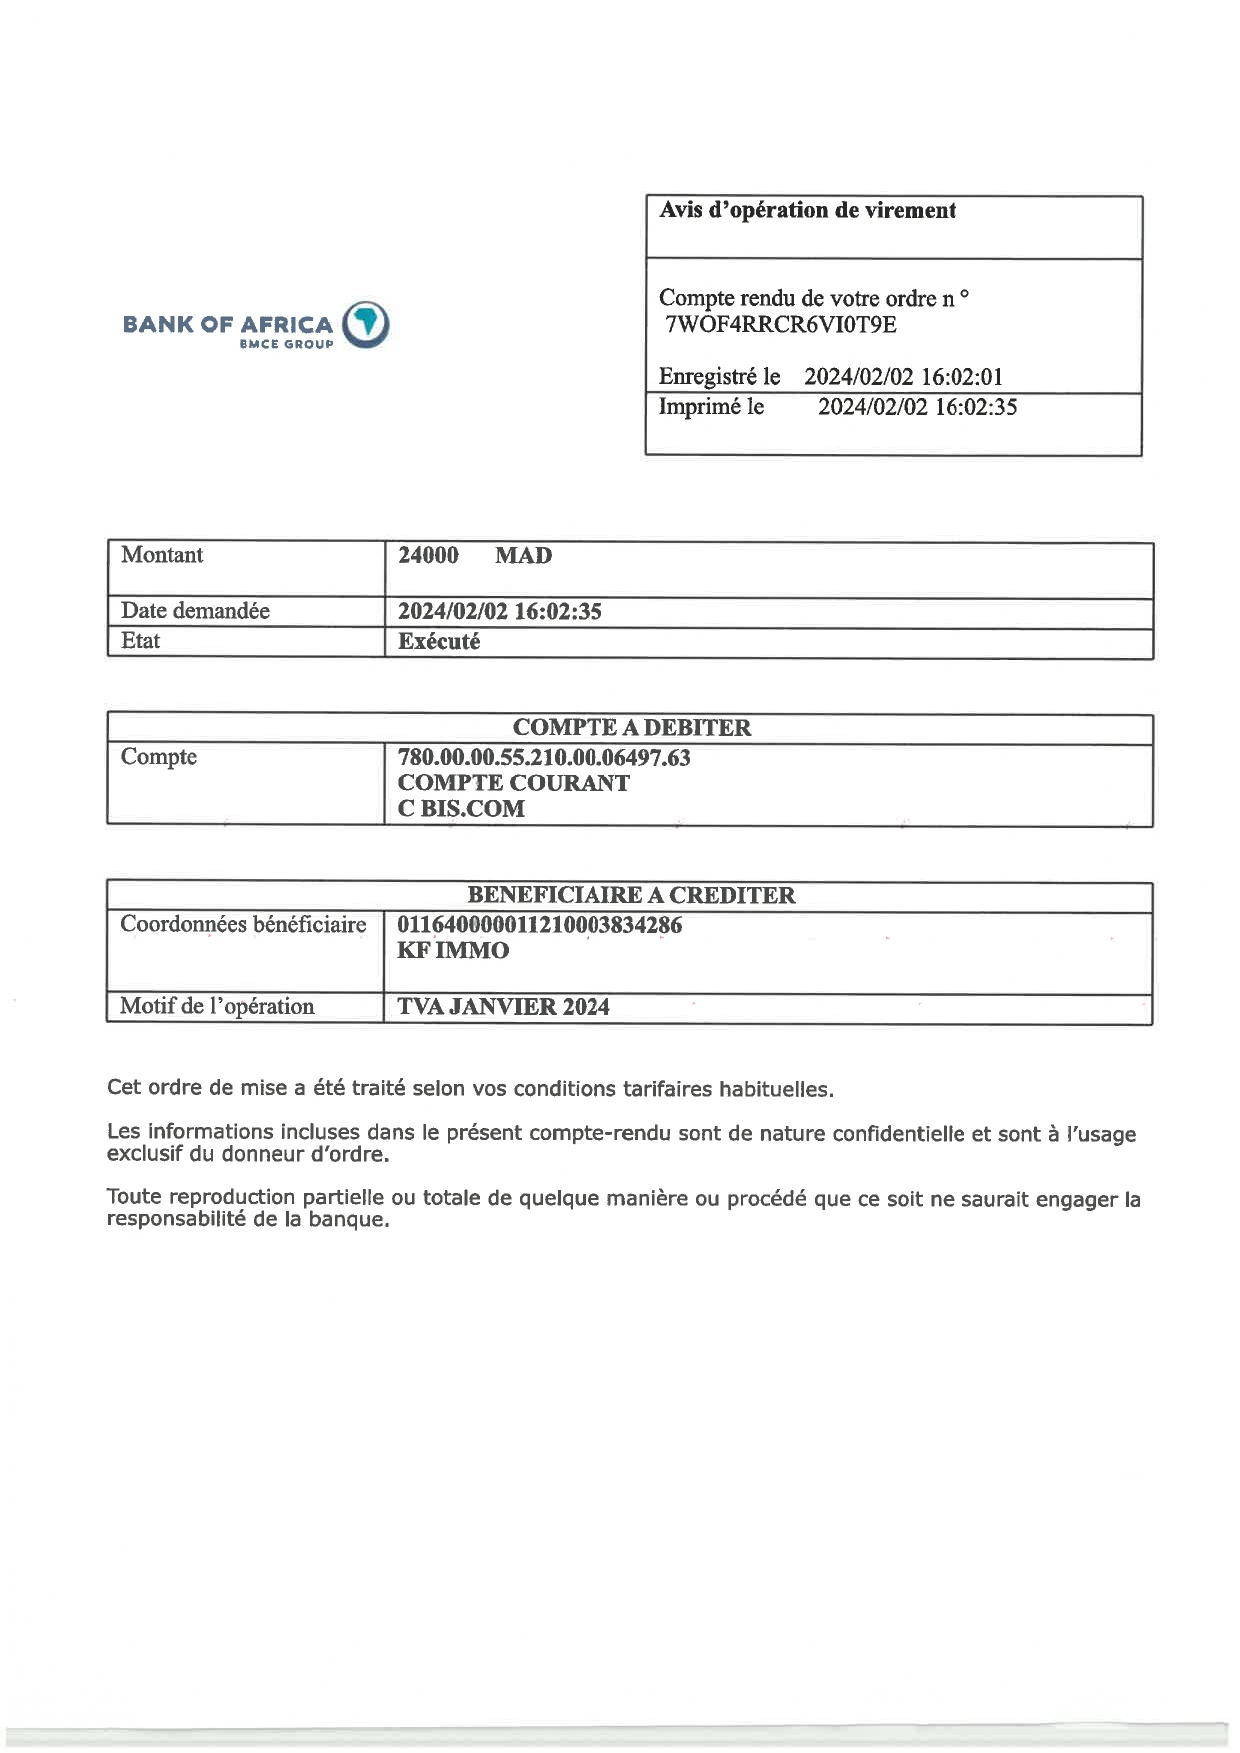 Avis d'opération de virement
BANK OF AFRICA
BMCE GROUP
Compte rendu de votre ordre n °
7WOF4RRCR6VI0T9E
Enregistré le 2024/02/02 16:02:01
Imprimé le 2024/02/02 16:02:35
Montant 24000 MAD
Date demandée 2024/02/02 16:02:35
Etat Exécuté
COMPTE A DEBITER
Compte 780.00.00.55.210.00.06497.63
COMPTE COURANT
C BIS.COM
BENEFICIAIRE A CREDITER
Coordonnées bénéficiaire 011640000011210003834286
KF IMMO
Motif de l'opération TVA JANVIER 2024
Cet ordre de mise a été traité selon vos conditions tarifaires habituelles.
Les informations incluses dans le présent compte-rendu sont de nature confidentielle et sont à l'usage
exclusif du donneur d'ordre.
Toute reproduction partielle ou totale de quelque manière ou procédé que ce soit ne saurait engager la
responsabilité de la banque.